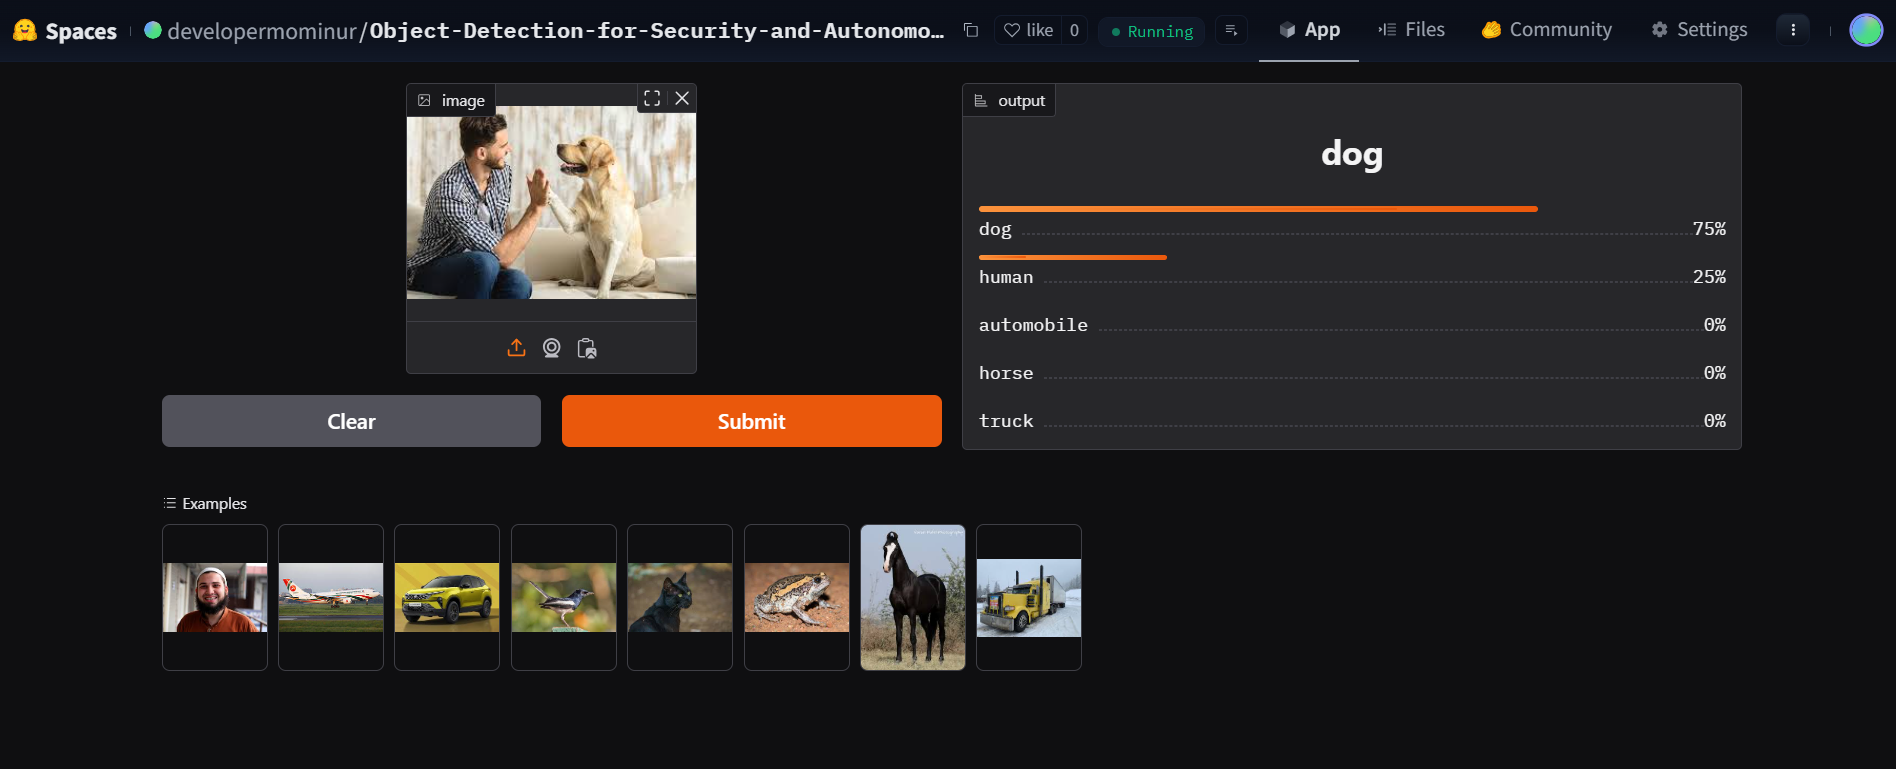 Spaces
developermominur/Object-Detection-for-Security-and-Autonomo...
like 0
Running
App
Files
Community
Settings
image
output
dog
dog 75%
human 25%
automobile 0%
horse 0%
truck 0%
Clear
Submit
Examples